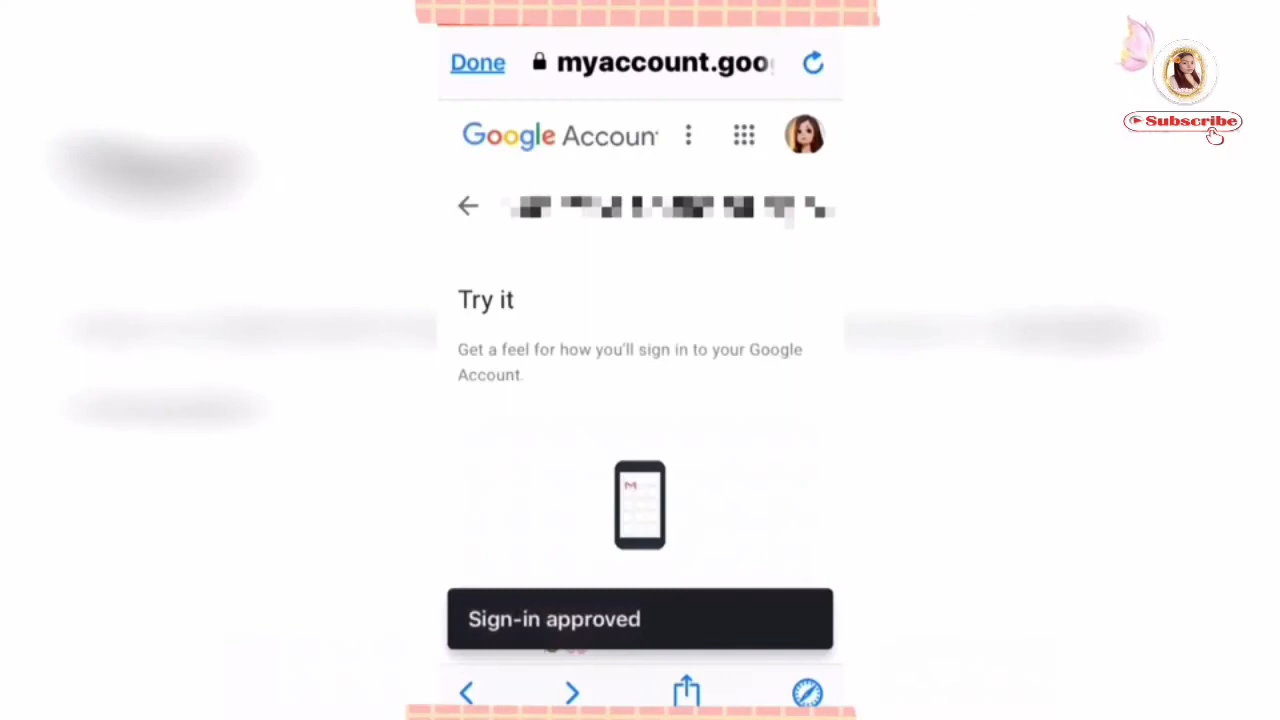 Done myaccount.goo
Subscribe
Google Accoun
Try it
Get a feel for how you'll sign in to your Google
Account.
Sign-in approved